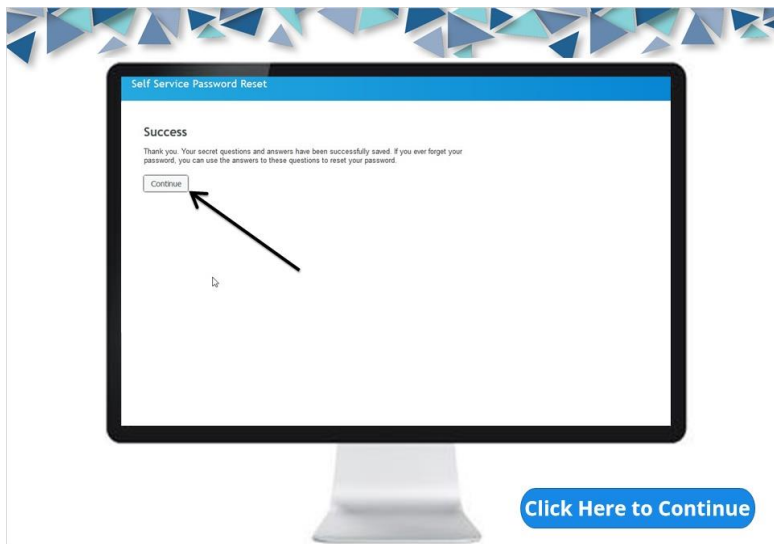 Self Service Password Reset
Success
Thank you. Your secret questions and answers have been successfully saved. If you ever forget your
password, you can use the answers to these questions to reset your password.
Continue
Click Here to Continue